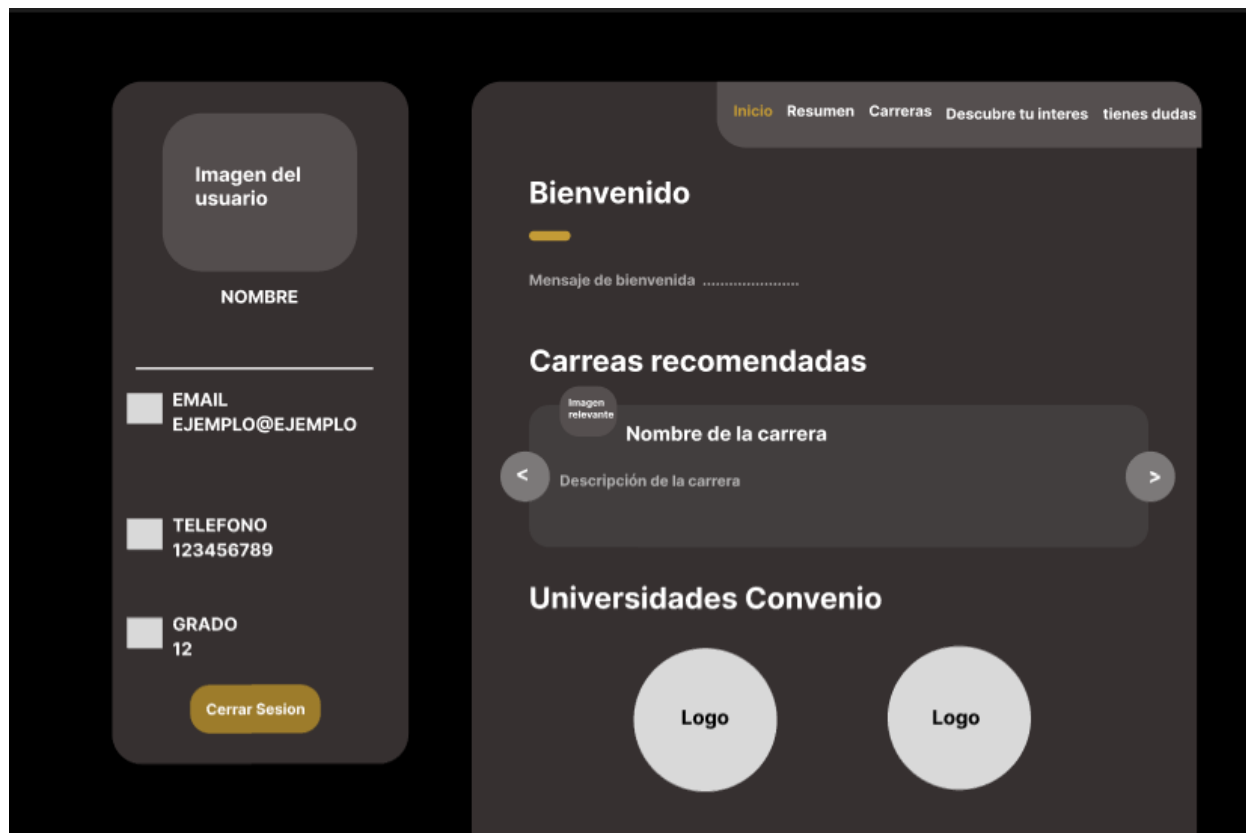 Imagen del
usuario
NOMBRE
EMAIL
EJEMPLO@EJEMPLO
TELEFONO
123456789
GRADO
12
Cerrar Sesion
Inicio Resumen Carreras Descubre tu interes tienes dudas
Bienvenido
Mensaje de bienvenida ......................
Carreas recomendadas
Imagen
relevante
Nombre de la carrera
<
Descripción de la carrera
>
Universidades Convenio
Logo
Logo